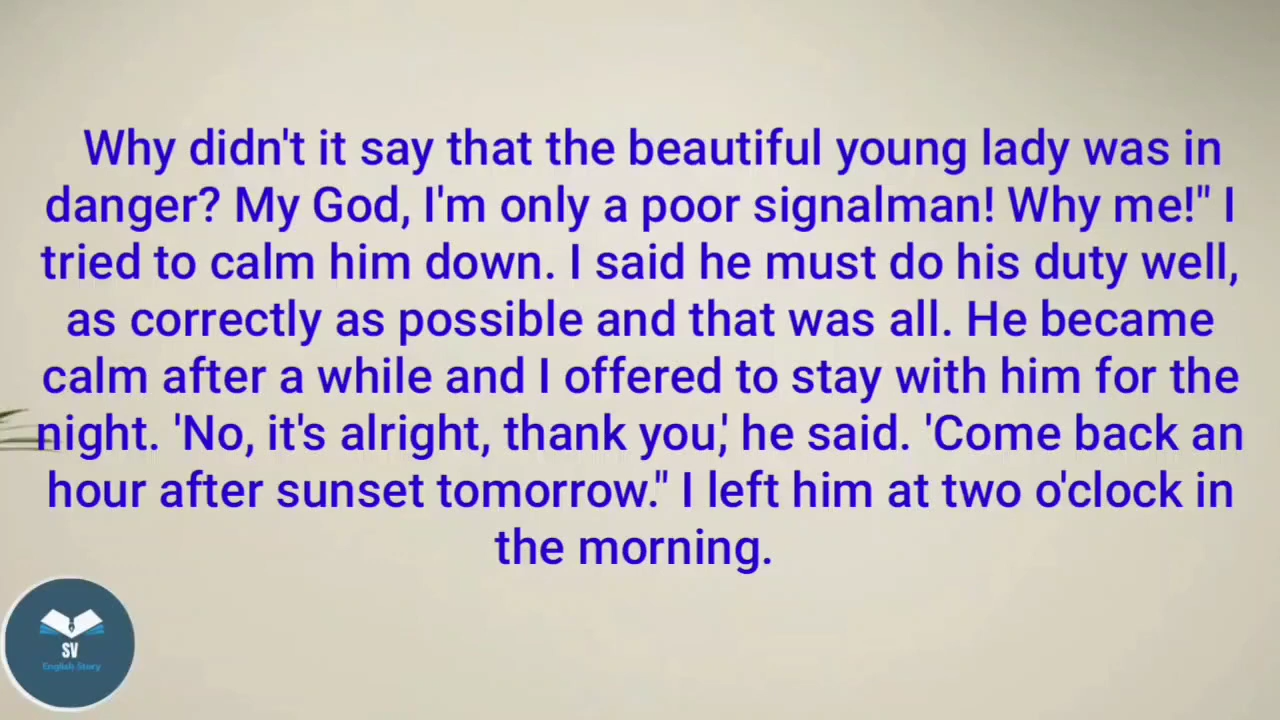 Why didn't it say that the beautiful young lady was in
danger? My God, I'm only a poor signalman! Why me!" I
tried to calm him down. I said he must do his duty well,
as correctly as possible and that was all. He became
calm after a while and I offered to stay with him for the
night. 'No, it's alright, thank you,' he said. 'Come back an
hour after sunset tomorrow." I left him at two o'clock in
the morning.
SV
English Story